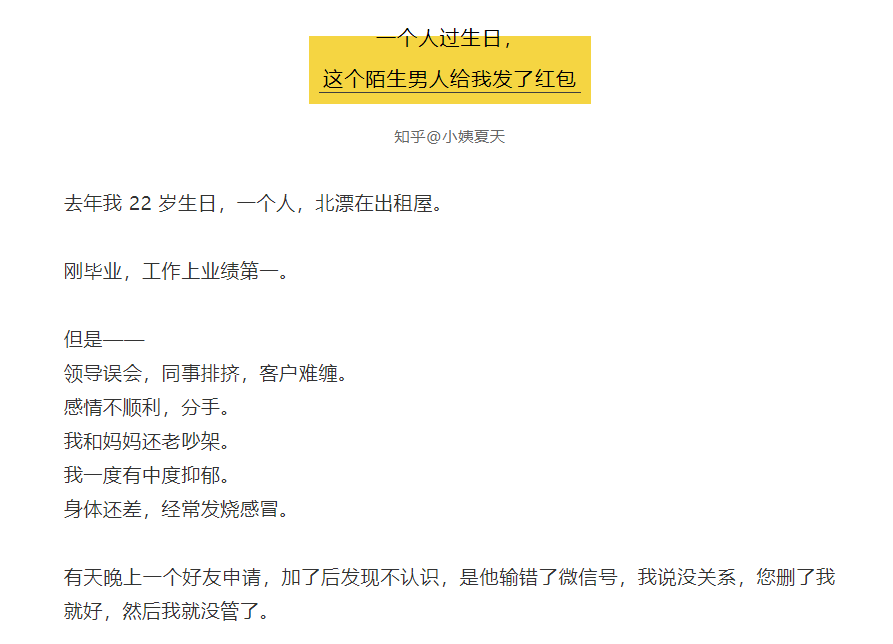 一个人过生日，
这个陌生男人给我发了红包
知乎@小姨夏天
去年我 22 岁生日，一个人，北漂在出租屋。
刚毕业，工作上业绩第一。
但是——
领导误会，同事排挤，客户难缠。
感情不顺利，分手。
我和妈妈还老吵架。
我一度有中度抑郁。
身体还差，经常发烧感冒。
有天晚上一个好友申请，加了后发现不认识，是他输错了微信号，我说没关系，您删了我
就好，然后我就没管了。